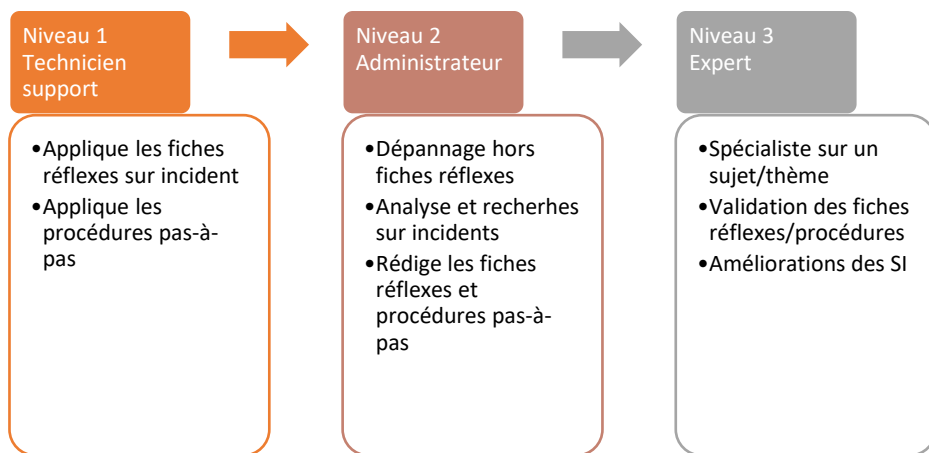 Niveau 1
Technicien
support
•Applique les fiches
réflexes sur incident
•Applique les
procédures pas-à-
pas
Niveau 2
Administrateur
•Dépannage hors
fiches réflexes
•Analyse et recherhes
sur incidents
•Rédige les fiches
réflexes et
procédures pas-à-
pas
Niveau 3
Expert
•Spécialiste sur un
sujet/thème
•Validation des fiches
réflexes/procédures
•Améliorations des SI